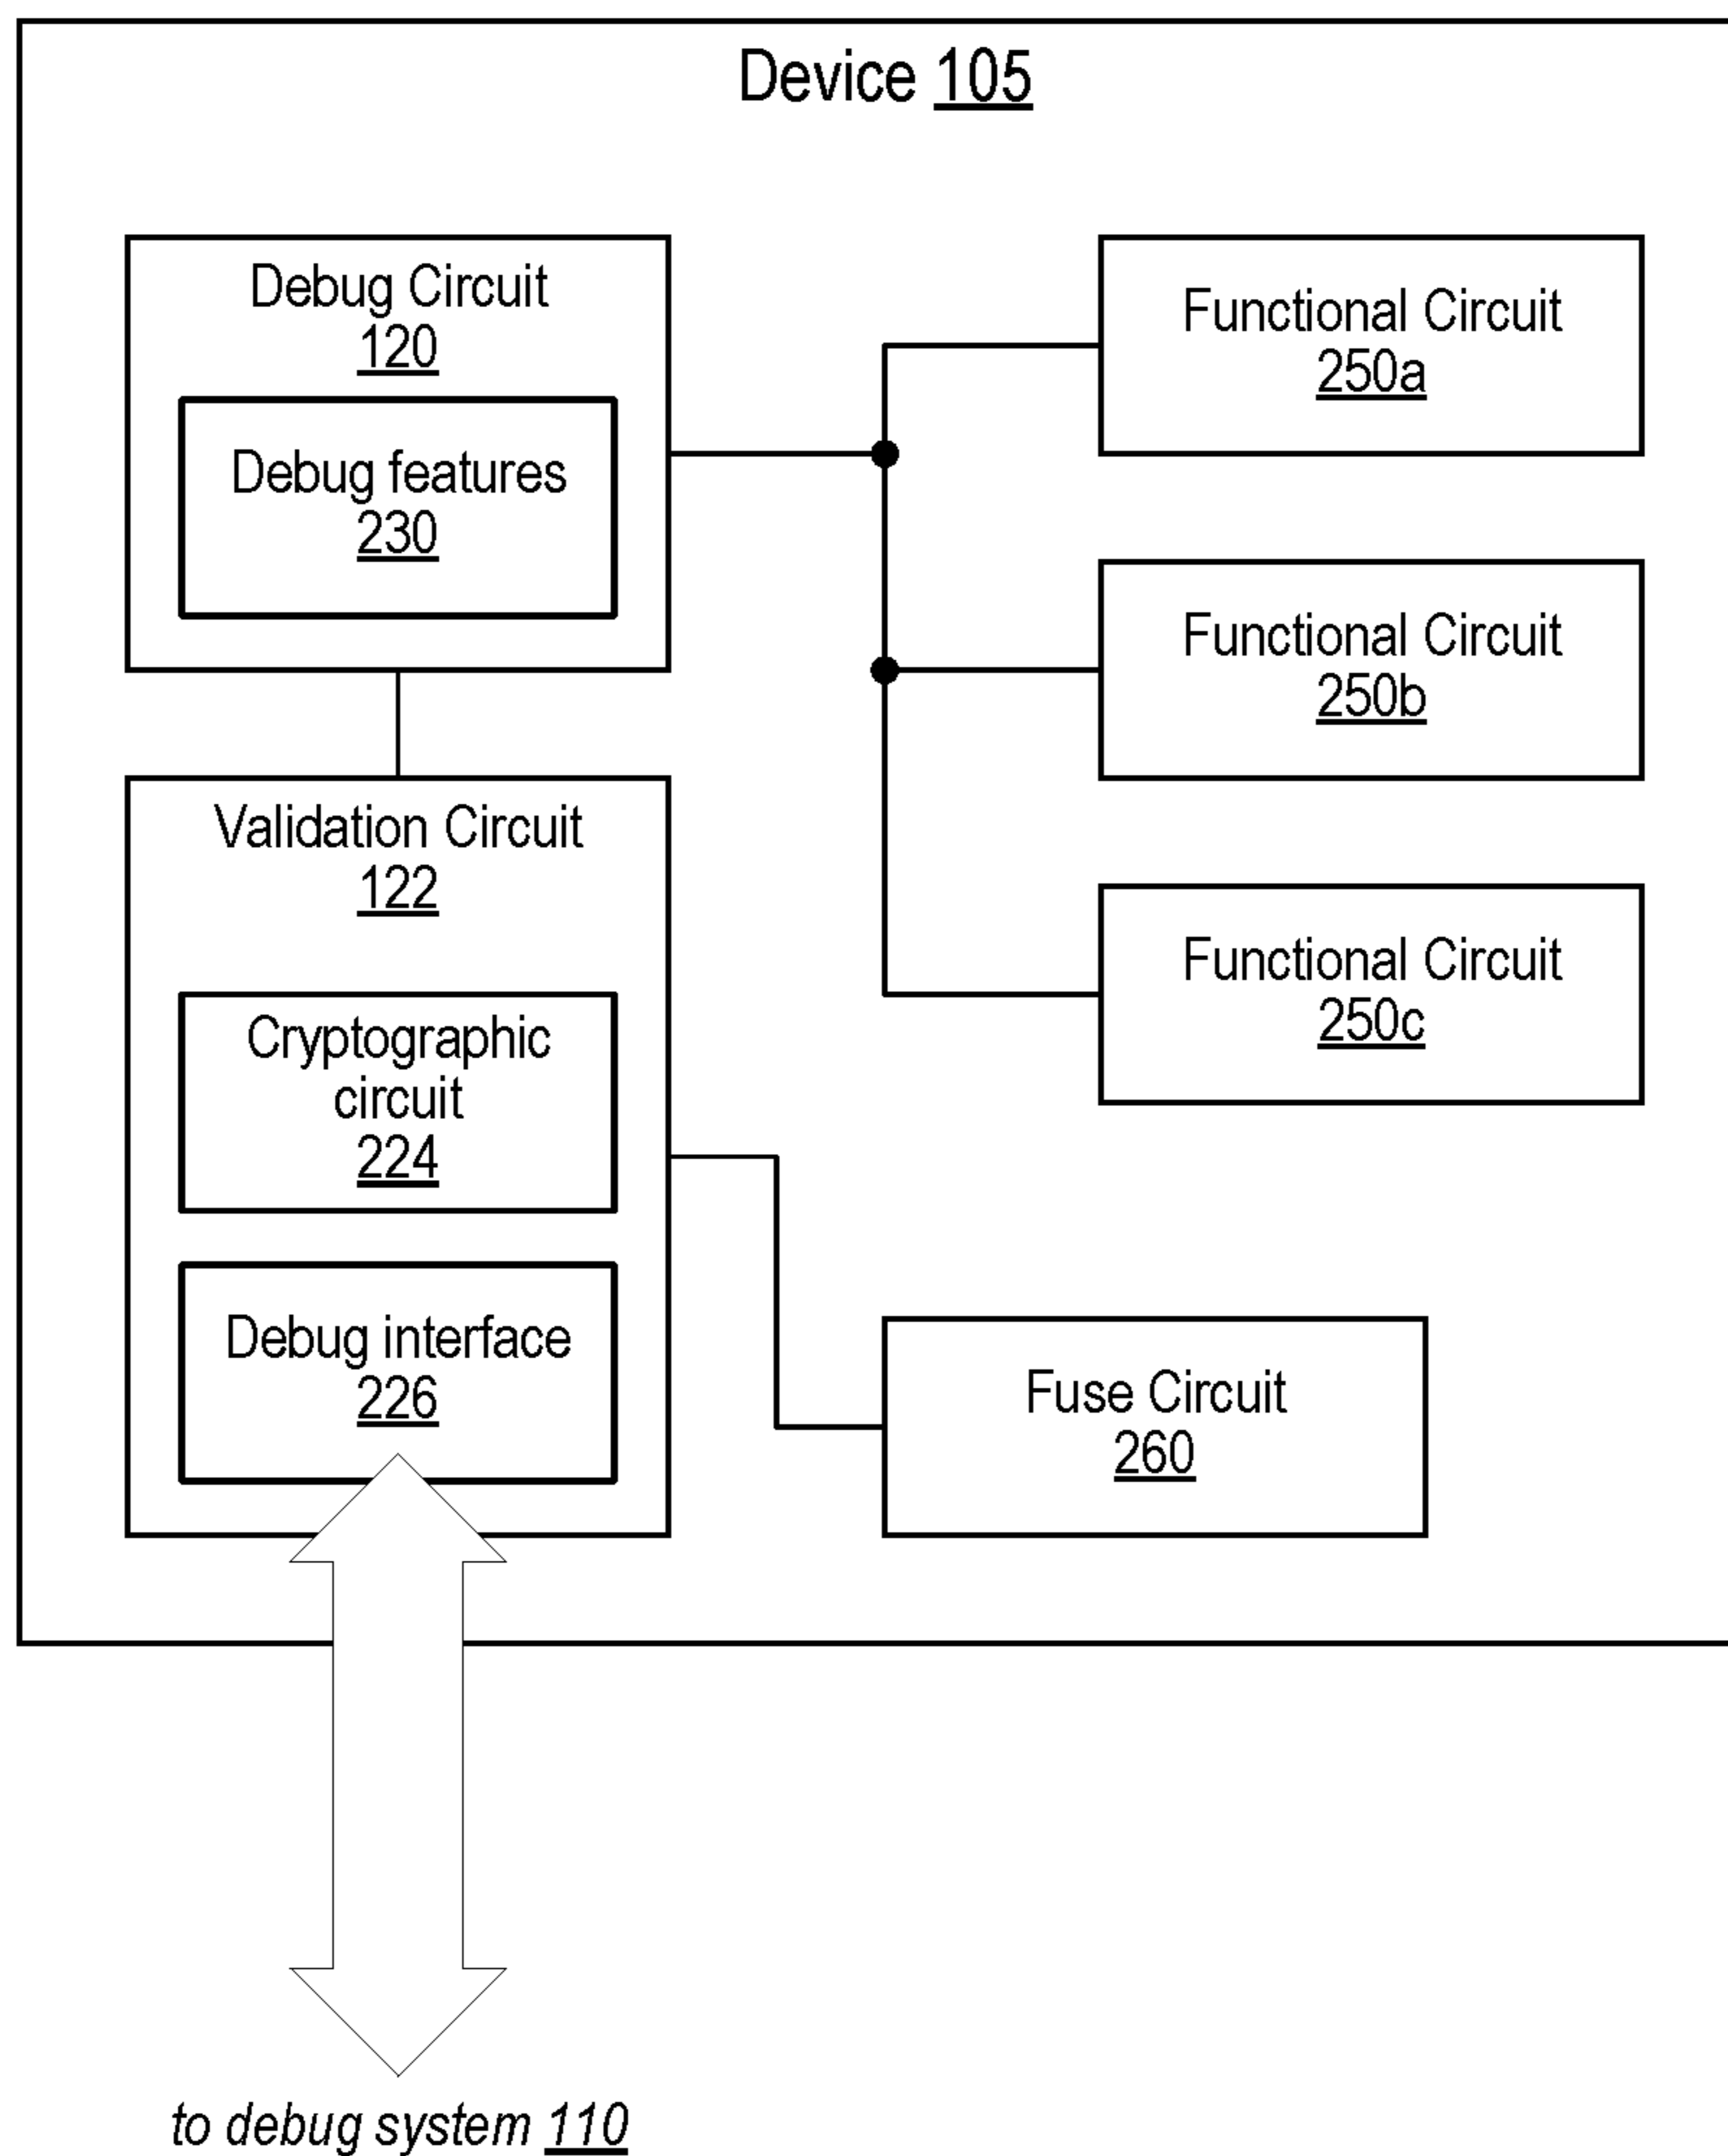 Device 105
Debug Circuit
120
Debug features
230
Functional Circuit
250a
Functional Circuit
250b
Functional Circuit
250c
Validation Circuit
122
Cryptographic
circuit
224
Debug interface
226
Fuse Circuit
260
to debug system 110